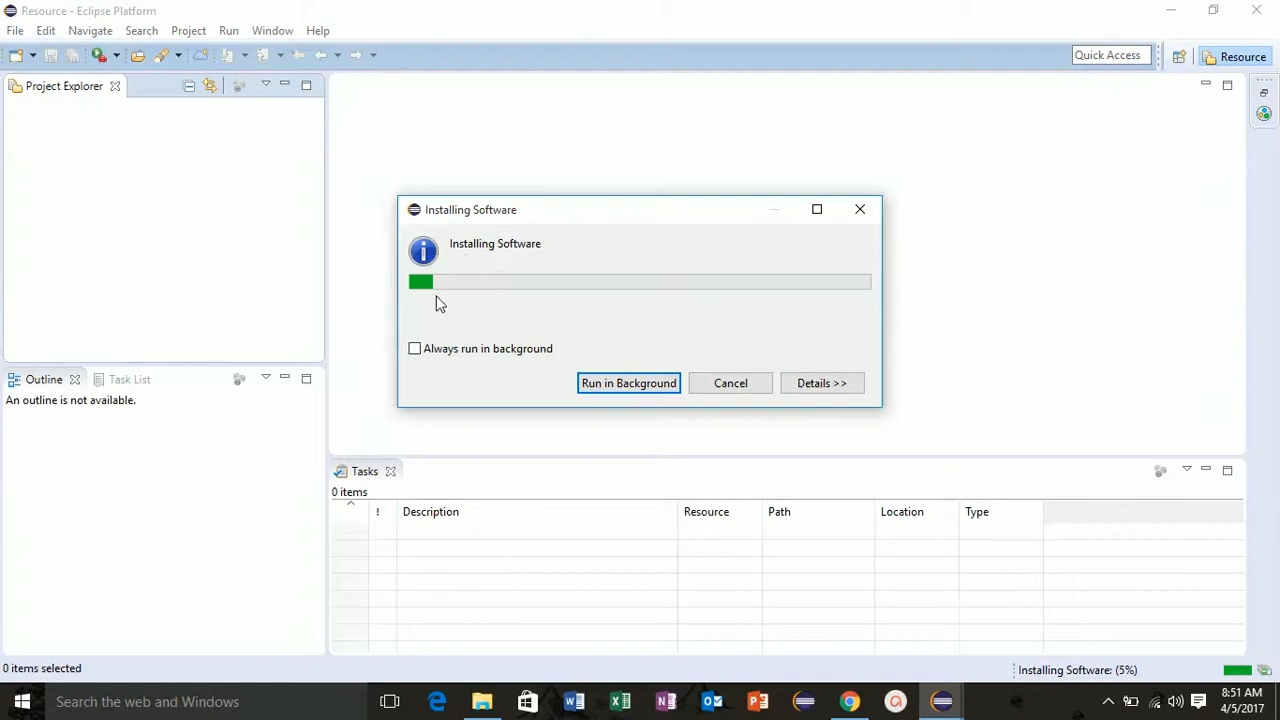 Resource - Eclipse Platform
File Edit Navigate Search Project Run Window Help
Quick Access
Resource
Project Explorer
Installing Software
Installing Software
Always run in background
Run in Background Cancel Details >>
Outline Task List
An outline is not available.
Tasks
0 items
! Description Resource Path Location Type
0 items selected
Installing Software: (5%)
Search the web and Windows
8:51 AM
4/5/2017